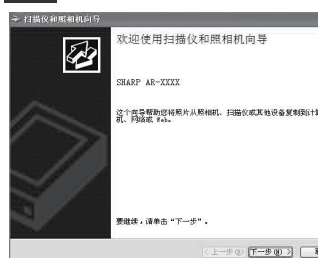 扫描仪和照相机向导
欢迎使用扫描仪和照相机向导
SHARP AR-XXXX
这个向导帮助您将照片从照相机、扫描仪或其他设备复制到计算
机、网络或 Web。
要继续，请单击“下一步”。
<上一步(B) 下一步(N)>